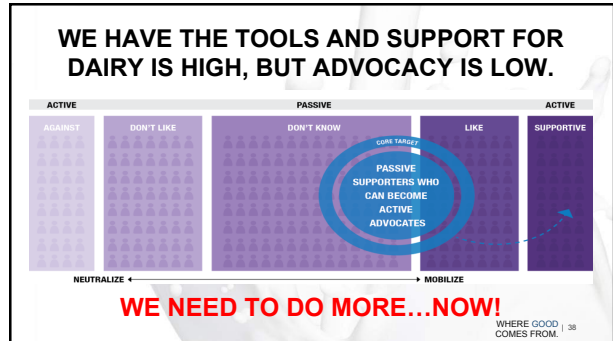 WE HAVE THE TOOLS AND SUPPORT FOR
DAIRY IS HIGH, BUT ADVOCACY IS LOW.
ACTIVE PASSIVE ACTIVE
AGAINST DON'T LIKE DON'T KNOW LIKE SUPPORTIVE
CORE TARGET
PASSIVE
SUPPORTERS WHO
CAN BECOME
ACTIVE
ADVOCATES
NEUTRALIZE MOBILIZE
WE NEED TO DO MORE...NOW!
WHERE GOOD | 38
COMES FROM.